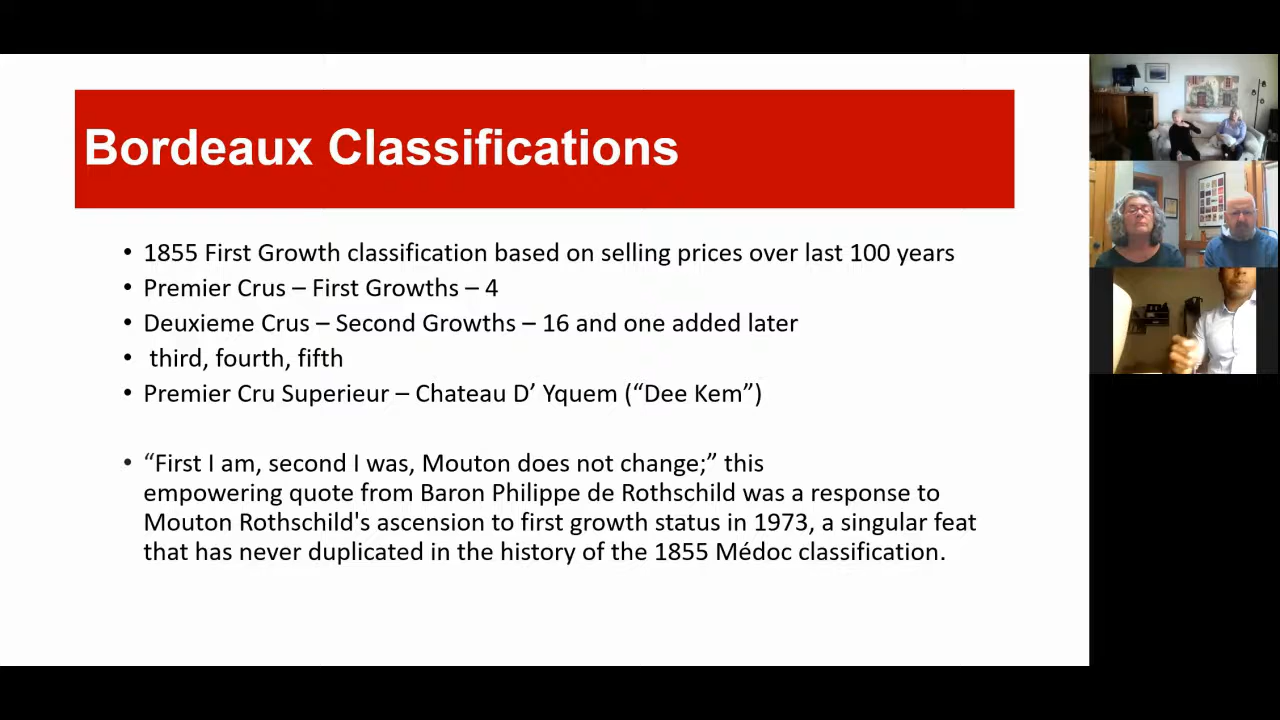 Bordeaux Classifications
• 1855 First Growth classification based on selling prices over last 100 years
• Premier Crus – First Growths – 4
• Deuxieme Crus – Second Growths – 16 and one added later
• third, fourth, fifth
• Premier Cru Superieur – Chateau D’ Yquem (“Dee Kem”)
• “First I am, second I was, Mouton does not change;” this
empowering quote from Baron Philippe de Rothschild was a response to
Mouton Rothschild's ascension to first growth status in 1973, a singular feat
that has never duplicated in the history of the 1855 Médoc classification.